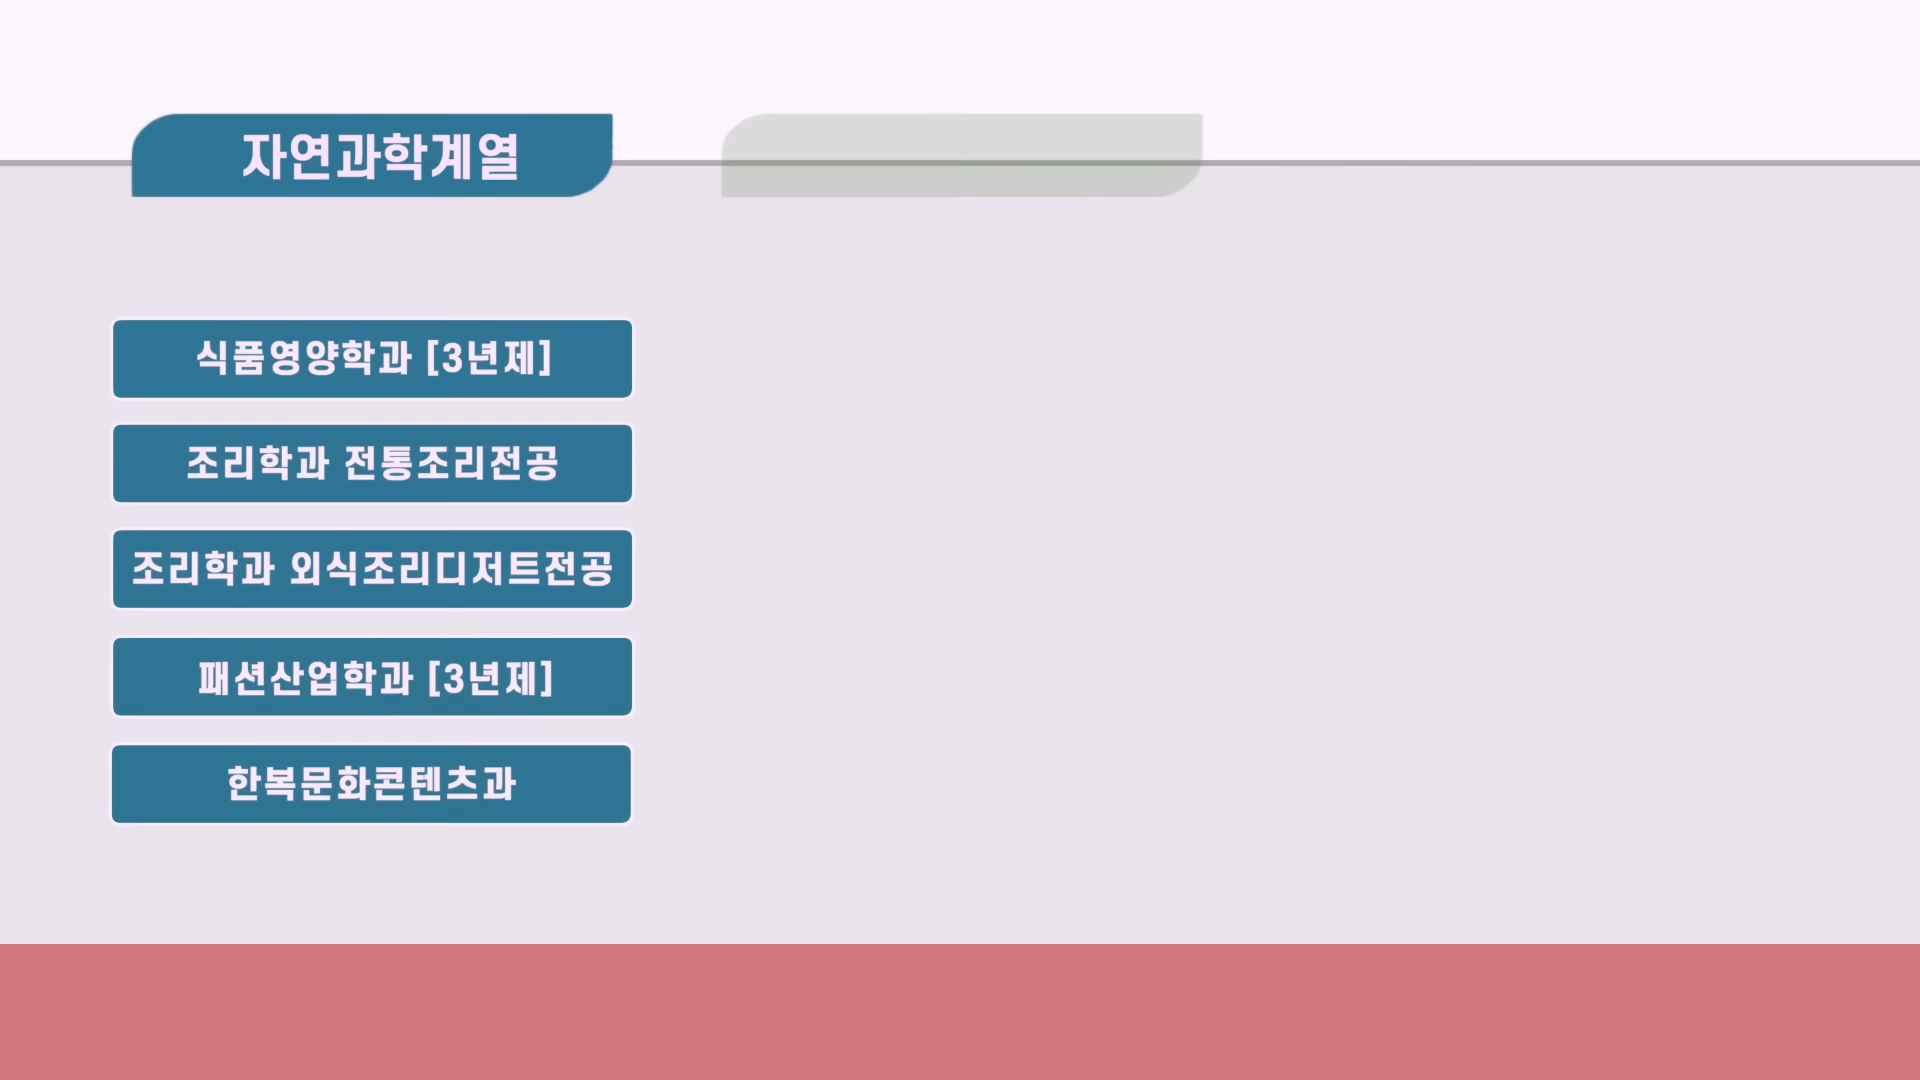 자연과학계열
식품영양학과 [3년제]
조리학과 전통조리전공
조리학과 외식조리디저트전공
패션산업학과 [3년제]
한복문화콘텐츠과